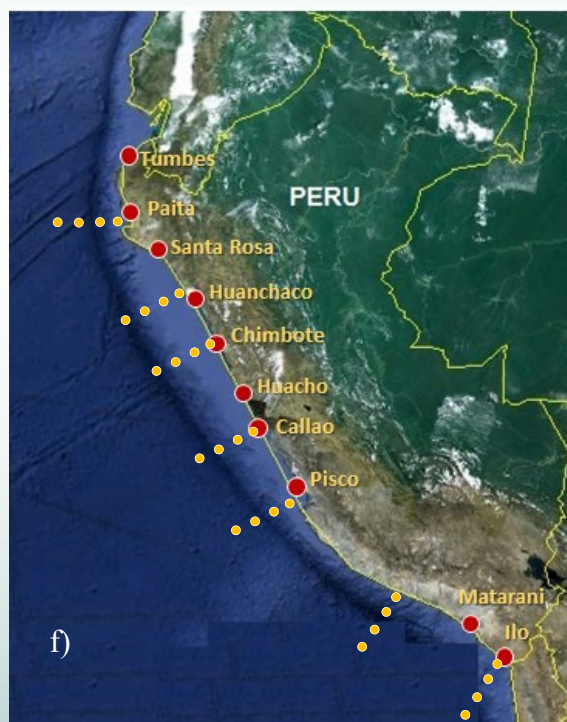 Tumbes
PERU
Paita
Santa Rosa
Huanchaco
Chimbote
Huacho
Callao
Pisco
Matarani
Ilo
f)